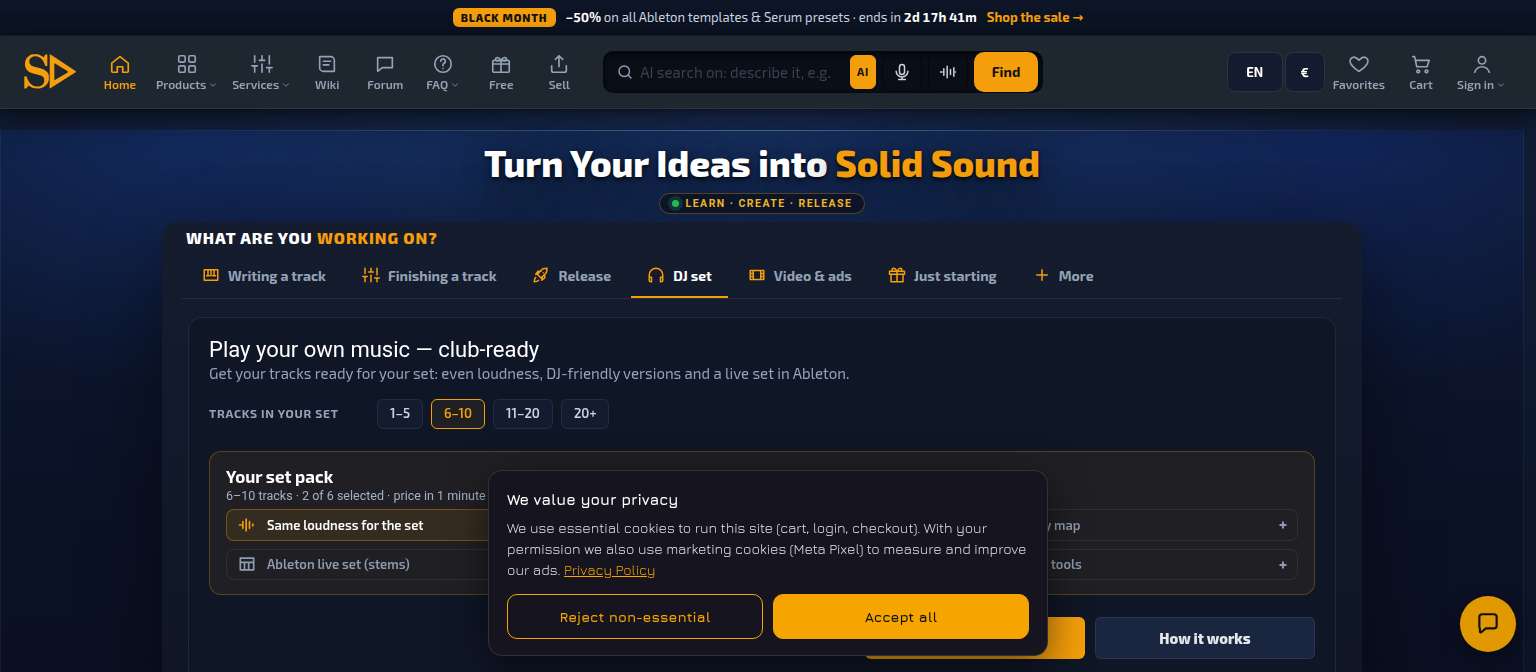 BLACK MONTH −50% on all Ableton templates & Serum presets · ends in 2d 17h 41m Shop the sale →
Home Products Services Wiki Forum FAQ Free Sell
AI search on: describe it, e.g. AI Find
EN € Favorites Cart Sign in
Turn Your Ideas into Solid Sound
LEARN · CREATE · RELEASE
WHAT ARE YOU WORKING ON?
Writing a track Finishing a track Release DJ set Video & ads Just starting + More
Play your own music — club-ready
Get your tracks ready for your set: even loudness, DJ-friendly versions and a live set in Ableton.
TRACKS IN YOUR SET 1–5 6–10 11–20 20+
Your set pack
6–10 tracks · 2 of 6 selected · price in 1 minute
Same loudness for the set
map +
Ableton live set (stems)
tools +
We value your privacy
We use essential cookies to run this site (cart, login, checkout). With your
permission we also use marketing cookies (Meta Pixel) to measure and improve
our ads. Privacy Policy
Reject non-essential Accept all
How it works